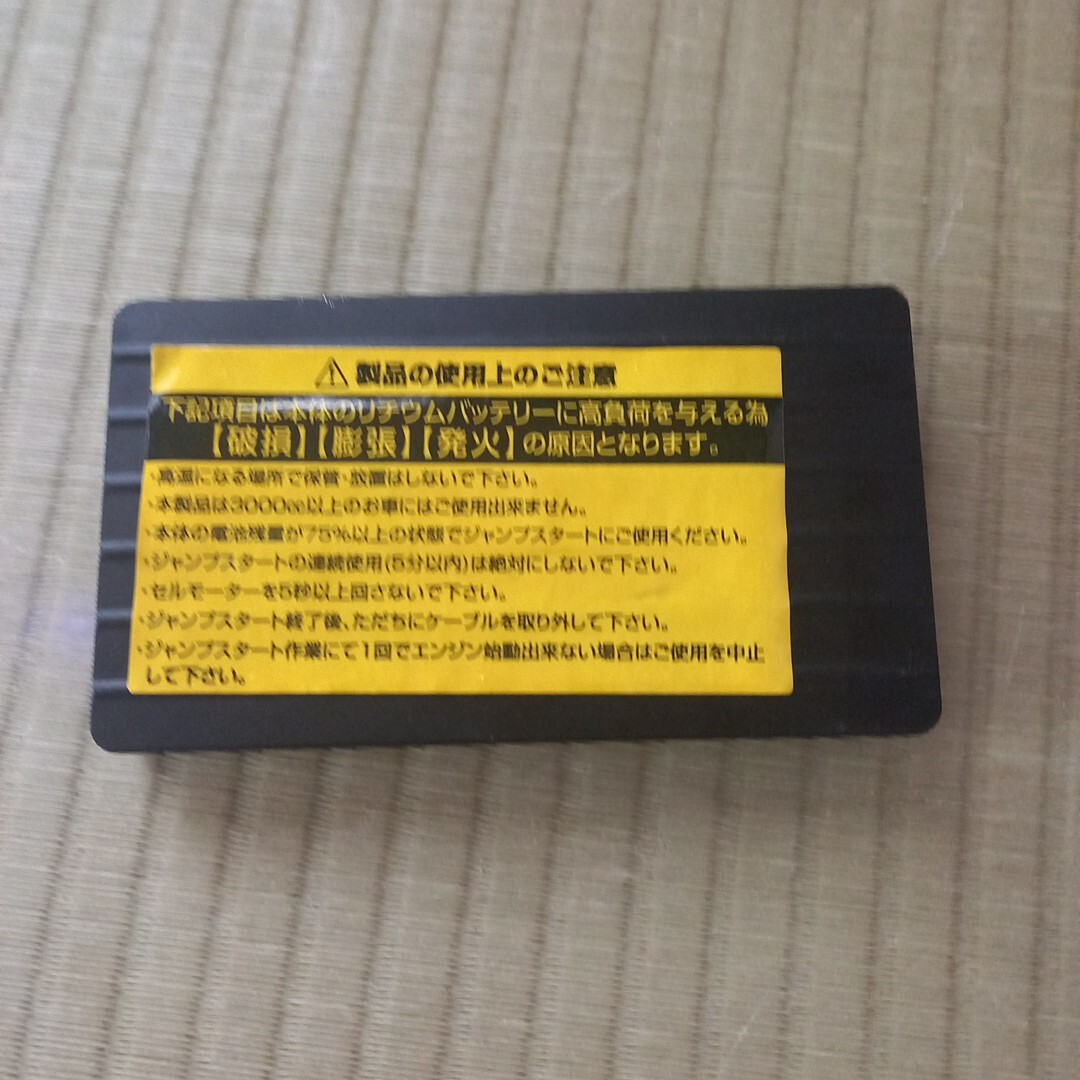 ⚠ 製品の使用上のご注意
下記項目は本体のリチウムバッテリーに高負荷を与える為
【破損】【膨張】【発火】の原因となります。
・高温になる場所で保管・放置はしないで下さい。
・本製品は3000cc以上のお車にはご使用出来ません。
・本体の電池残量が75%以上の状態でジャンプスタートにご使用ください。
・ジャンプスタートの連続使用(5分以内)は絶対にしないで下さい。
・セルモーターを5秒以上回さないで下さい。
・ジャンプスタート終了後、ただちにケーブルを取り外して下さい。
・ジャンプスタート作業にて1回でエンジン始動出来ない場合はご使用を中止
して下さい。